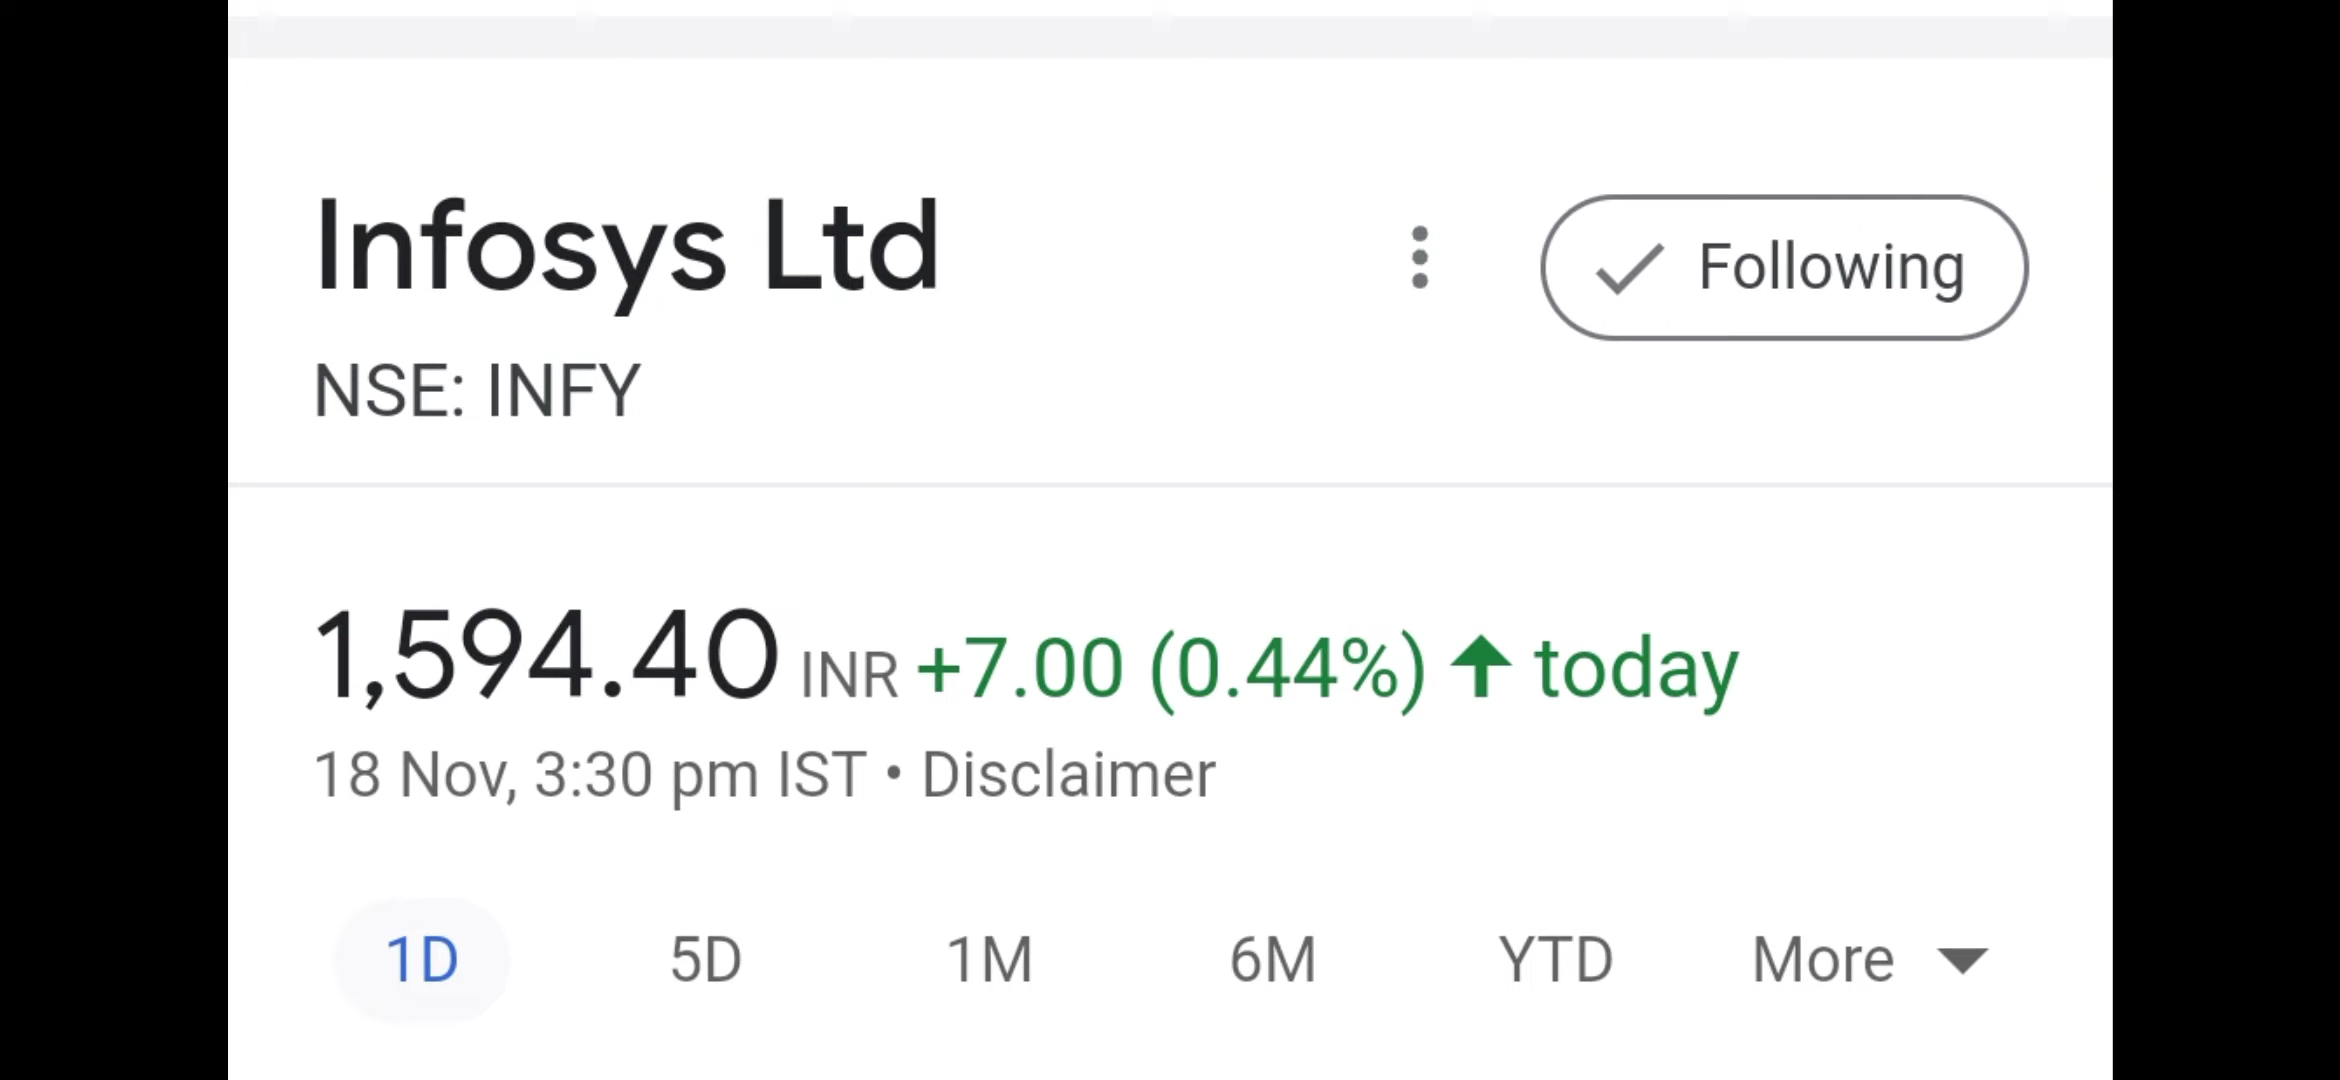 Infosys Ltd
Following
NSE: INFY
1,594.40 INR +7.00 (0.44%) ↑ today
18 Nov, 3:30 pm IST • Disclaimer
1D 5D 1M 6M YTD More